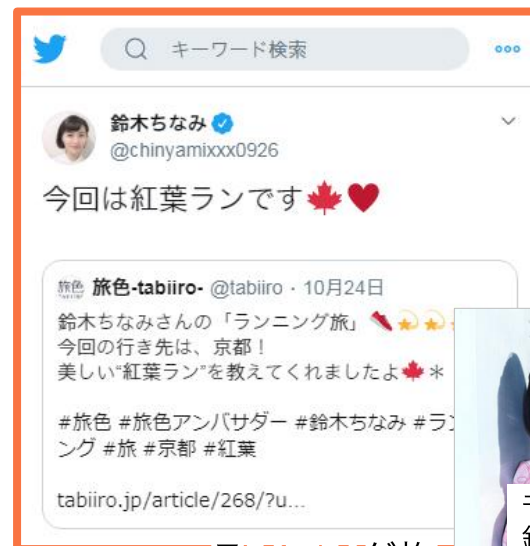 キーワード検索
鈴木ちなみ
@chinyamixxx0926
今回は紅葉ランです🍁♥
旅色 旅色-tabiiro- @tabiiro · 10月24日
鈴木ちなみさんの「ランニング旅」👟💫💫
今回の行き先は、京都！
美しい“紅葉ラン”を教えてくれましたよ🍁＊
#旅色 #旅色アンバサダー #鈴木ちなみ #ラン
ング #旅 #京都 #紅葉
tabiiro.jp/article/268/?u...